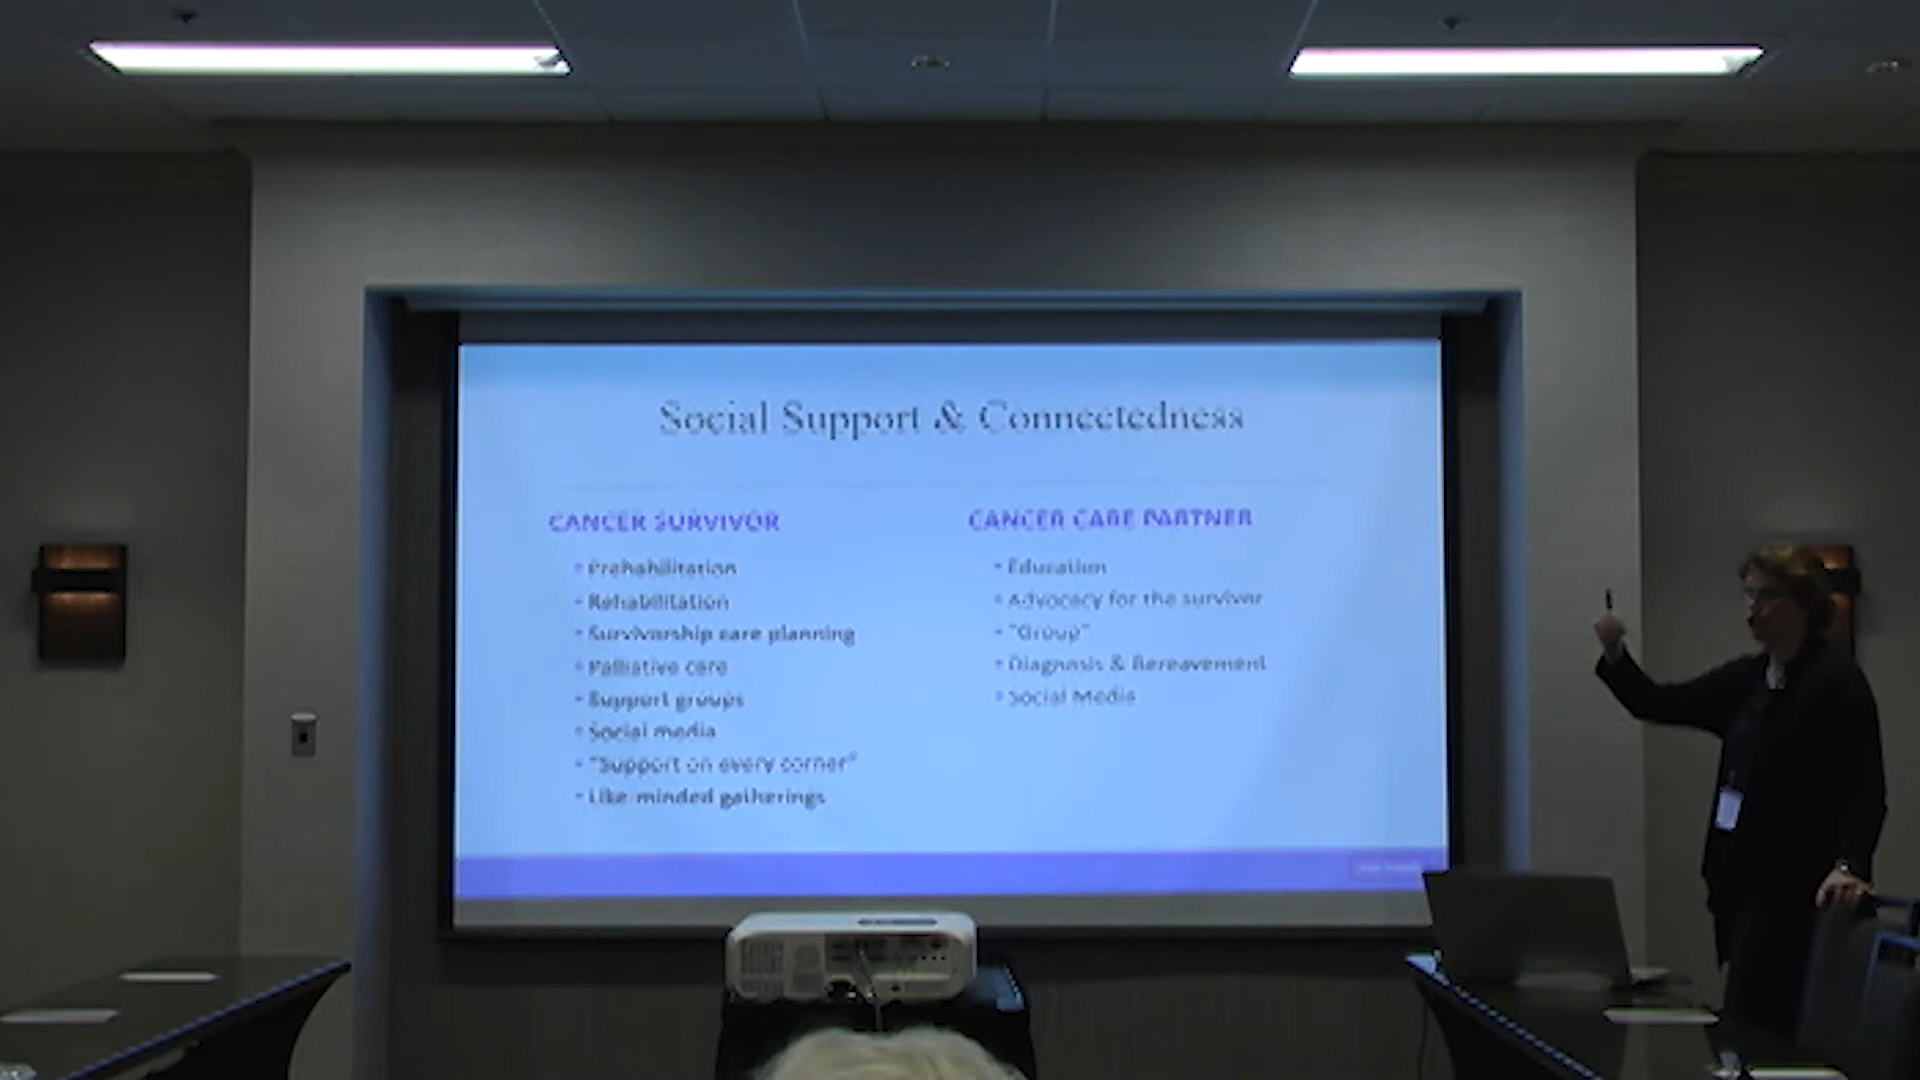 Social Support & Connectedness
CANCER SURVIVOR
• Prehabilitation
• Rehabilitation
• Survivorship care planning
• Palliative care
• Support groups
• Social media
• "Support on every corner"
• Like-minded gatherings
CANCER CARE PARTNER
• Education
• Advocacy for the survivor
• "Group"
• Diagnosis & Bereavement
• Social Media